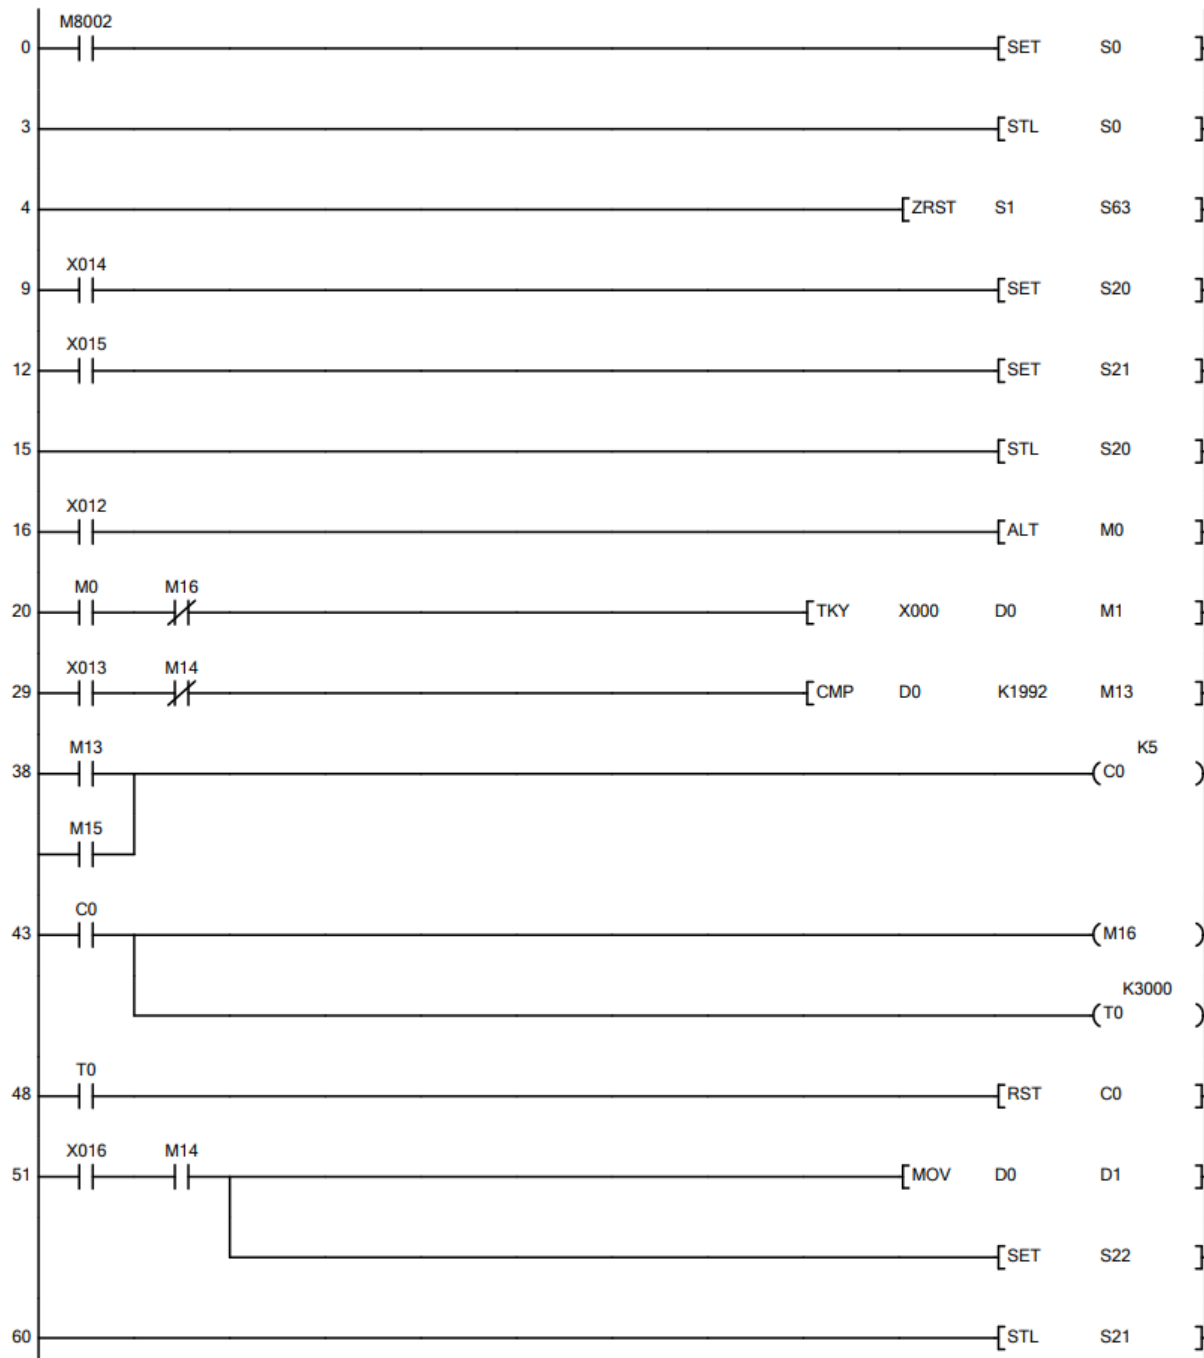 M8002
0 SET S0
3 STL S0
4 ZRST S1 S63
X014
9 SET S20
X015
12 SET S21
15 STL S20
X012
16 ALT M0
M0 M16
20 TKY X000 D0 M1
X013 M14
29 CMP D0 K1992 M13
M13 K5
38 C0
M15
C0
43 M16
K3000
T0
T0
48 RST C0
X016 M14
51 MOV D0 D1
SET S22
60 STL S21